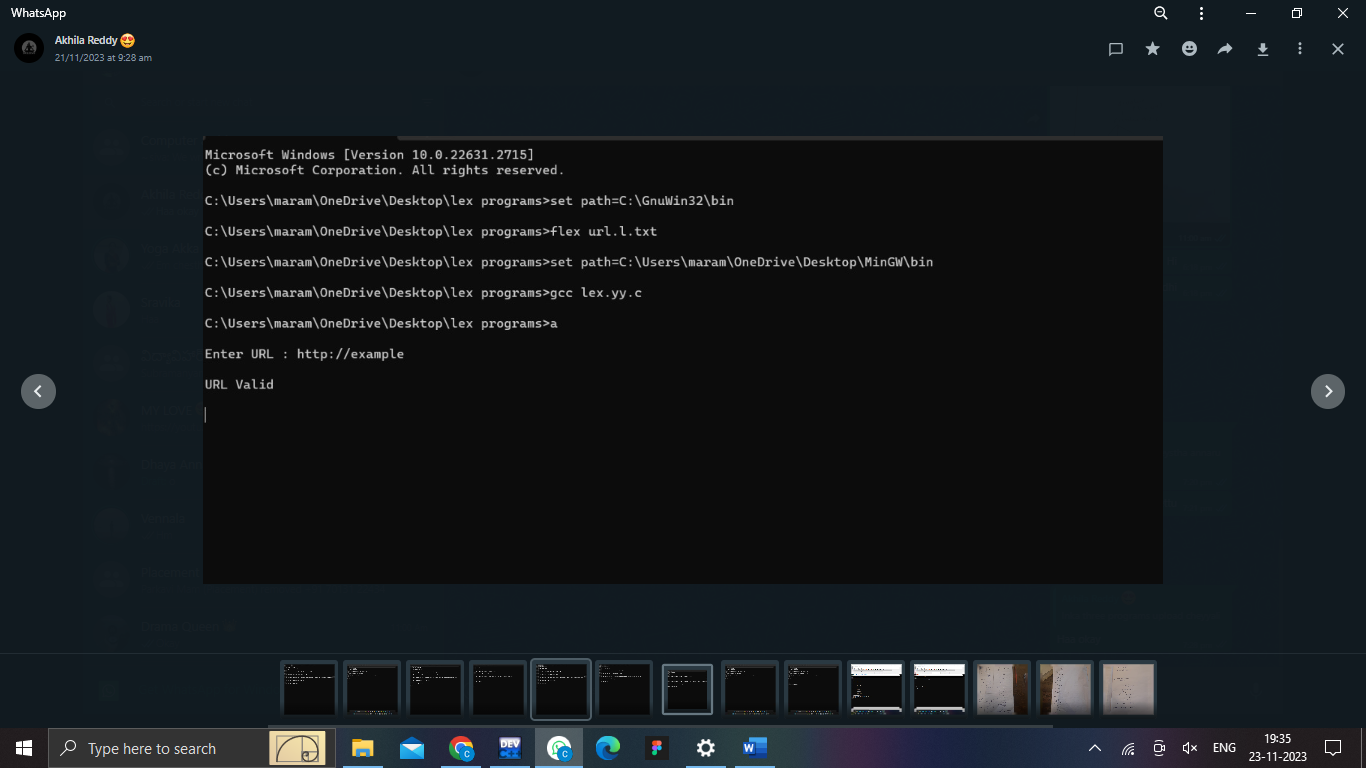 WhatsApp
Akhila Reddy 😍
21/11/2023 at 9:28 am
Microsoft Windows [Version 10.0.22631.2715]
(c) Microsoft Corporation. All rights reserved.
C:\Users\maram\OneDrive\Desktop\lex programs>set path=C:\GnuWin32\bin
C:\Users\maram\OneDrive\Desktop\lex programs>flex url.l.txt
C:\Users\maram\OneDrive\Desktop\lex programs>set path=C:\Users\maram\OneDrive\Desktop\MinGW\bin
C:\Users\maram\OneDrive\Desktop\lex programs>gcc lex.yy.c
C:\Users\maram\OneDrive\Desktop\lex programs>a
Enter URL : http://example
URL Valid
Type here to search
DEV
ENG
19:35
23-11-2023